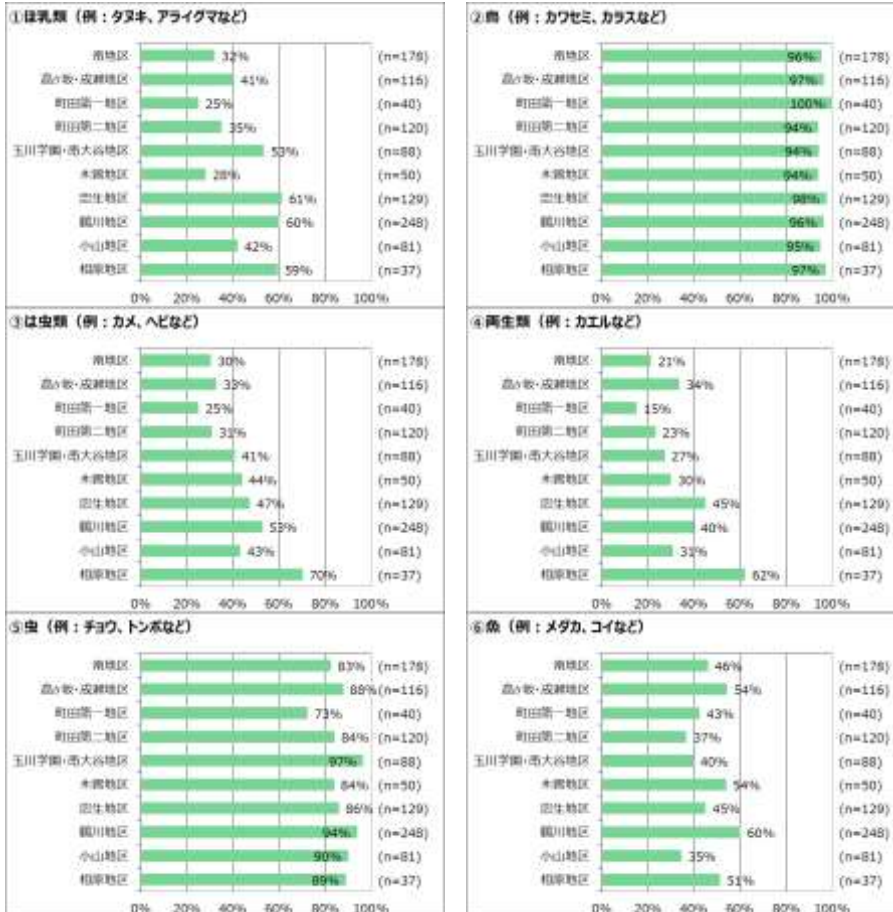 ①ほ乳類（例：タヌキ、アライグマなど）
南地区 32% (n=178)
高ヶ坂・成瀬地区 41% (n=116)
町田第一地区 25% (n=40)
町田第二地区 35% (n=120)
玉川学園・南大谷地区 53% (n=88)
木曽地区 28% (n=50)
忠生地区 61% (n=129)
鶴川地区 60% (n=248)
小山地区 42% (n=81)
相原地区 59% (n=37)
0% 20% 40% 60% 80% 100%
②鳥（例：カワセミ、カラスなど）
南地区 96% (n=178)
高ヶ坂・成瀬地区 97% (n=116)
町田第一地区 100% (n=40)
町田第二地区 94% (n=120)
玉川学園・南大谷地区 94% (n=88)
木曽地区 94% (n=50)
忠生地区 98% (n=129)
鶴川地区 96% (n=248)
小山地区 95% (n=81)
相原地区 97% (n=37)
0% 20% 40% 60% 80% 100%
③は虫類（例：カメ、ヘビなど）
南地区 30% (n=178)
高ヶ坂・成瀬地区 33% (n=116)
町田第一地区 25% (n=40)
町田第二地区 31% (n=120)
玉川学園・南大谷地区 41% (n=88)
木曽地区 44% (n=50)
忠生地区 47% (n=129)
鶴川地区 53% (n=248)
小山地区 43% (n=81)
相原地区 70% (n=37)
0% 20% 40% 60% 80% 100%
④両生類（例：カエルなど）
南地区 21% (n=178)
高ヶ坂・成瀬地区 34% (n=116)
町田第一地区 15% (n=40)
町田第二地区 23% (n=120)
玉川学園・南大谷地区 27% (n=88)
木曽地区 30% (n=50)
忠生地区 45% (n=129)
鶴川地区 40% (n=248)
小山地区 31% (n=81)
相原地区 62% (n=37)
0% 20% 40% 60% 80% 100%
⑤虫（例：チョウ、トンボなど）
南地区 83% (n=178)
高ヶ坂・成瀬地区 88% (n=116)
町田第一地区 73% (n=40)
町田第二地区 84% (n=120)
玉川学園・南大谷地区 97% (n=88)
木曽地区 84% (n=50)
忠生地区 86% (n=129)
鶴川地区 94% (n=248)
小山地区 90% (n=81)
相原地区 89% (n=37)
0% 20% 40% 60% 80% 100%
⑥魚（例：メダカ、コイなど）
南地区 46% (n=178)
高ヶ坂・成瀬地区 54% (n=116)
町田第一地区 43% (n=40)
町田第二地区 37% (n=120)
玉川学園・南大谷地区 40% (n=88)
木曽地区 54% (n=50)
忠生地区 45% (n=129)
鶴川地区 60% (n=248)
小山地区 35% (n=81)
相原地区 51% (n=37)
0% 20% 40% 60% 80% 100%